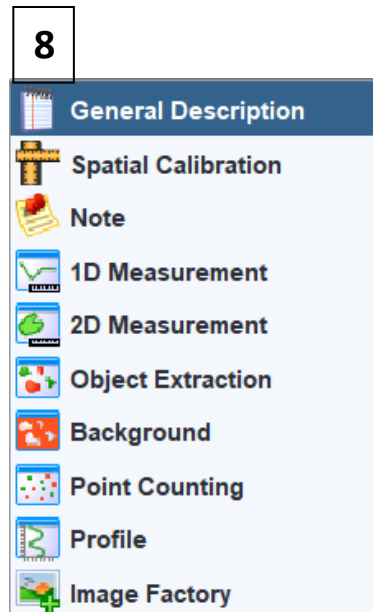 8
General Description
Spatial Calibration
Note
1D Measurement
2D Measurement
Object Extraction
Background
Point Counting
Profile
Image Factory